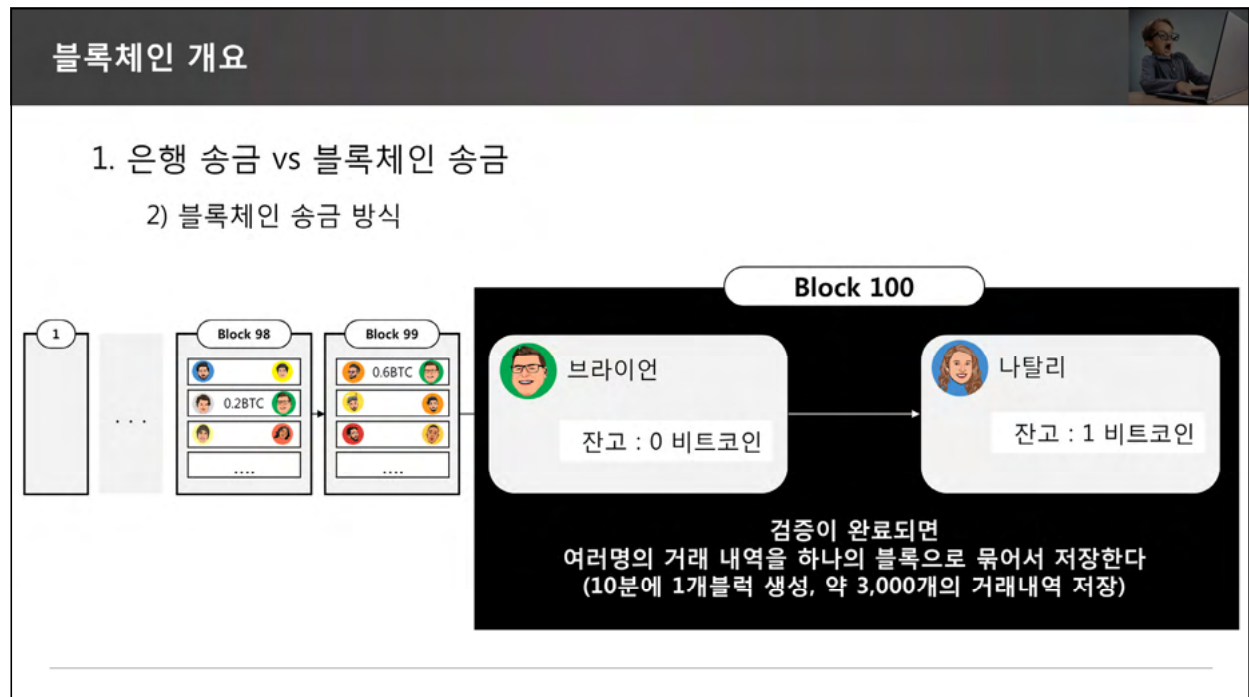 블록체인 개요
1. 은행 송금 vs 블록체인 송금
2) 블록체인 송금 방식
1
. . .
Block 98
0.2BTC
....
Block 99
0.6BTC
....
Block 100
브라이언
잔고 : 0 비트코인
나탈리
잔고 : 1 비트코인
검증이 완료되면
여러명의 거래 내역을 하나의 블록으로 묶어서 저장한다
(10분에 1개블럭 생성, 약 3,000개의 거래내역 저장)